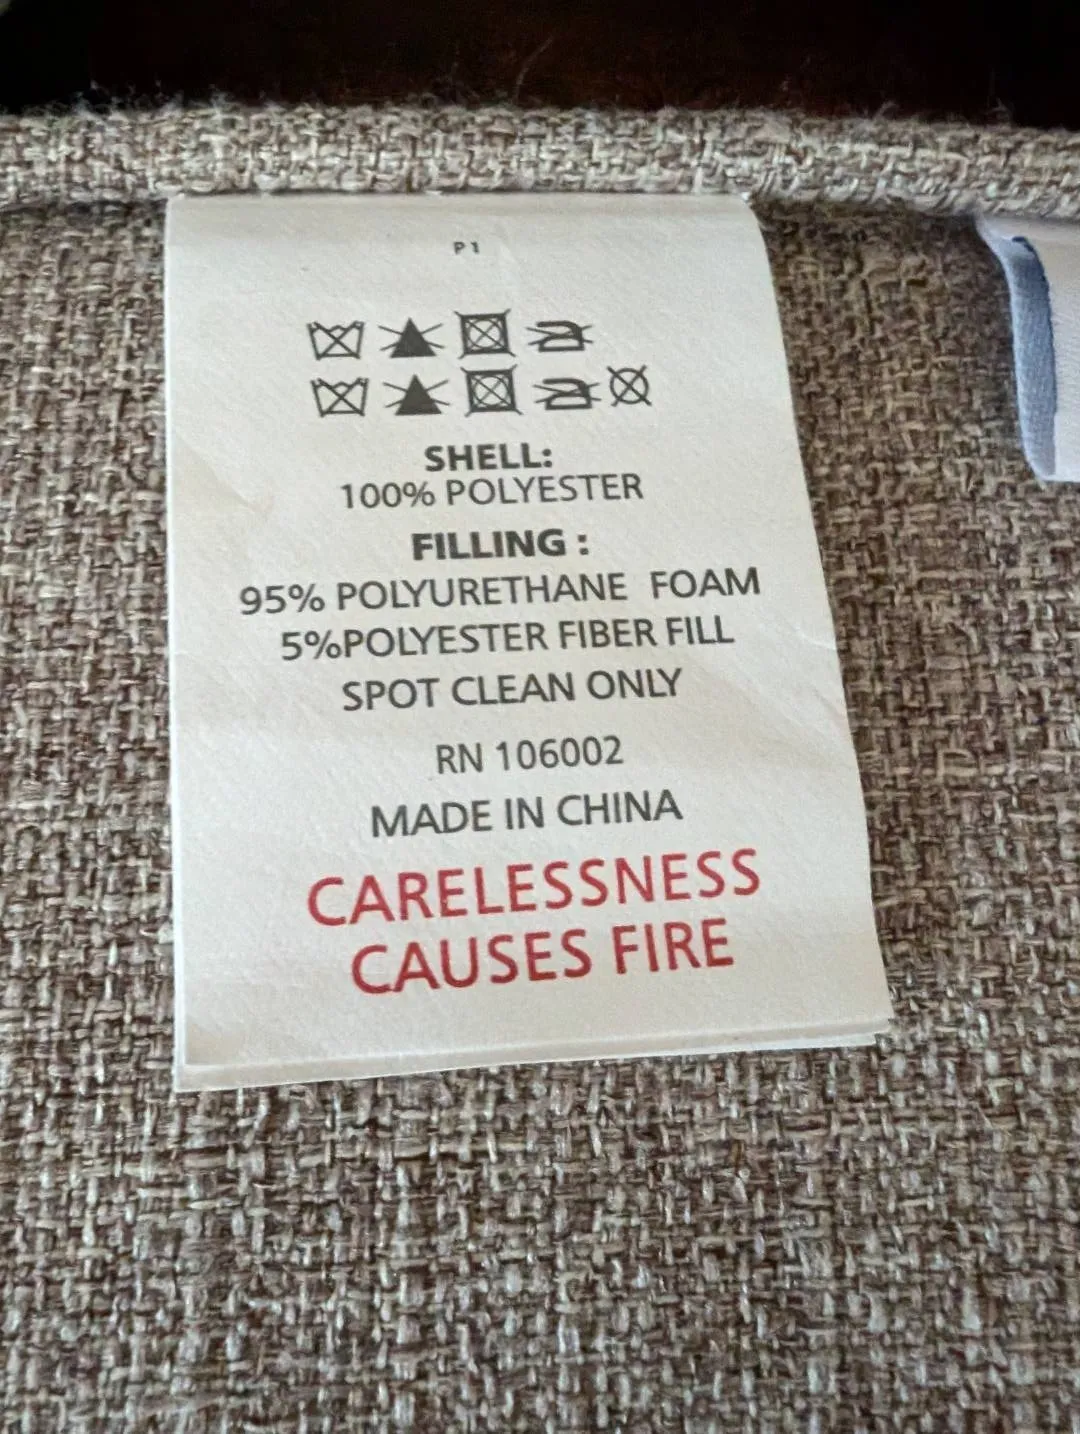 P1
SHELL:
100% POLYESTER
FILLING :
95% POLYURETHANE FOAM
5%POLYESTER FIBER FILL
SPOT CLEAN ONLY
RN 106002
MADE IN CHINA
CARELESSNESS
CAUSES FIRE